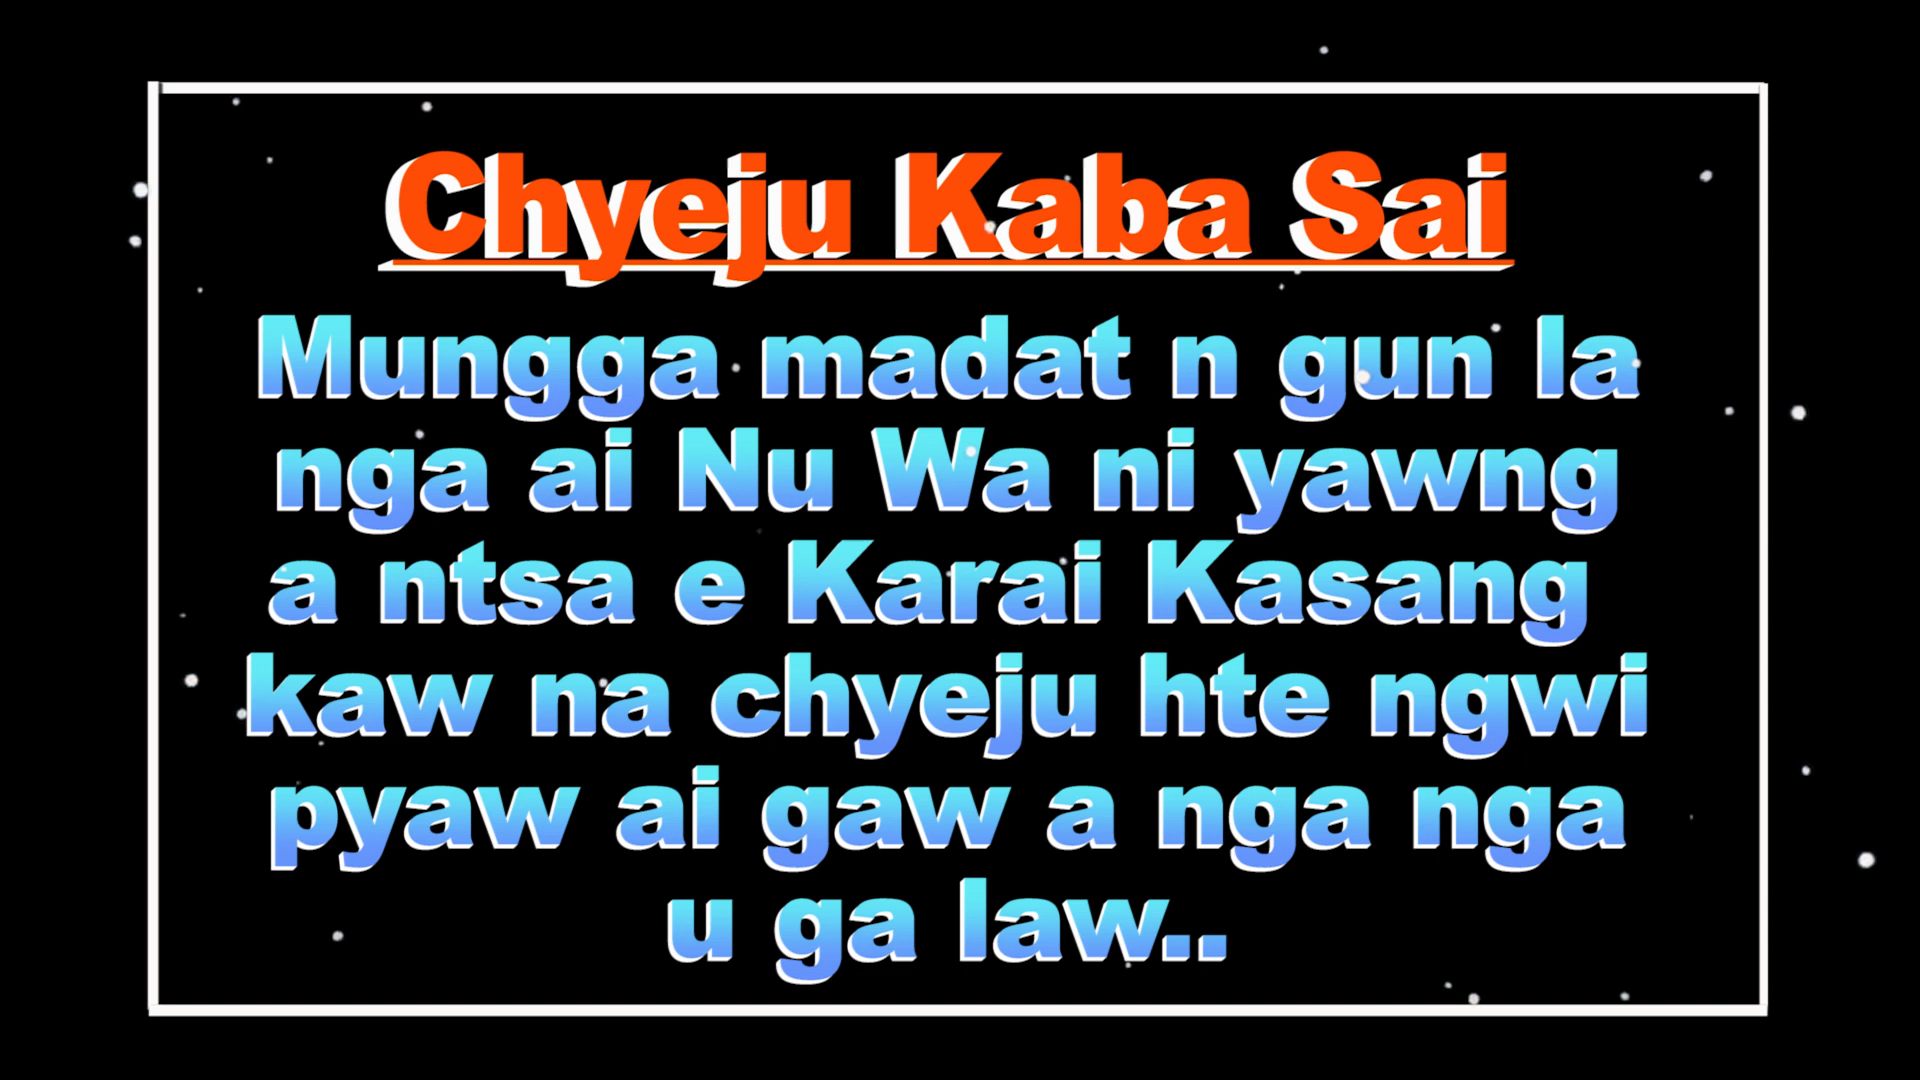 Chyeju Kaba Sai
Mungga madat n gun la
nga ai Nu Wa ni yawng
a ntsa e Karai Kasang
kaw na chyeju hte ngwi
pyaw ai gaw a nga nga
u ga law..